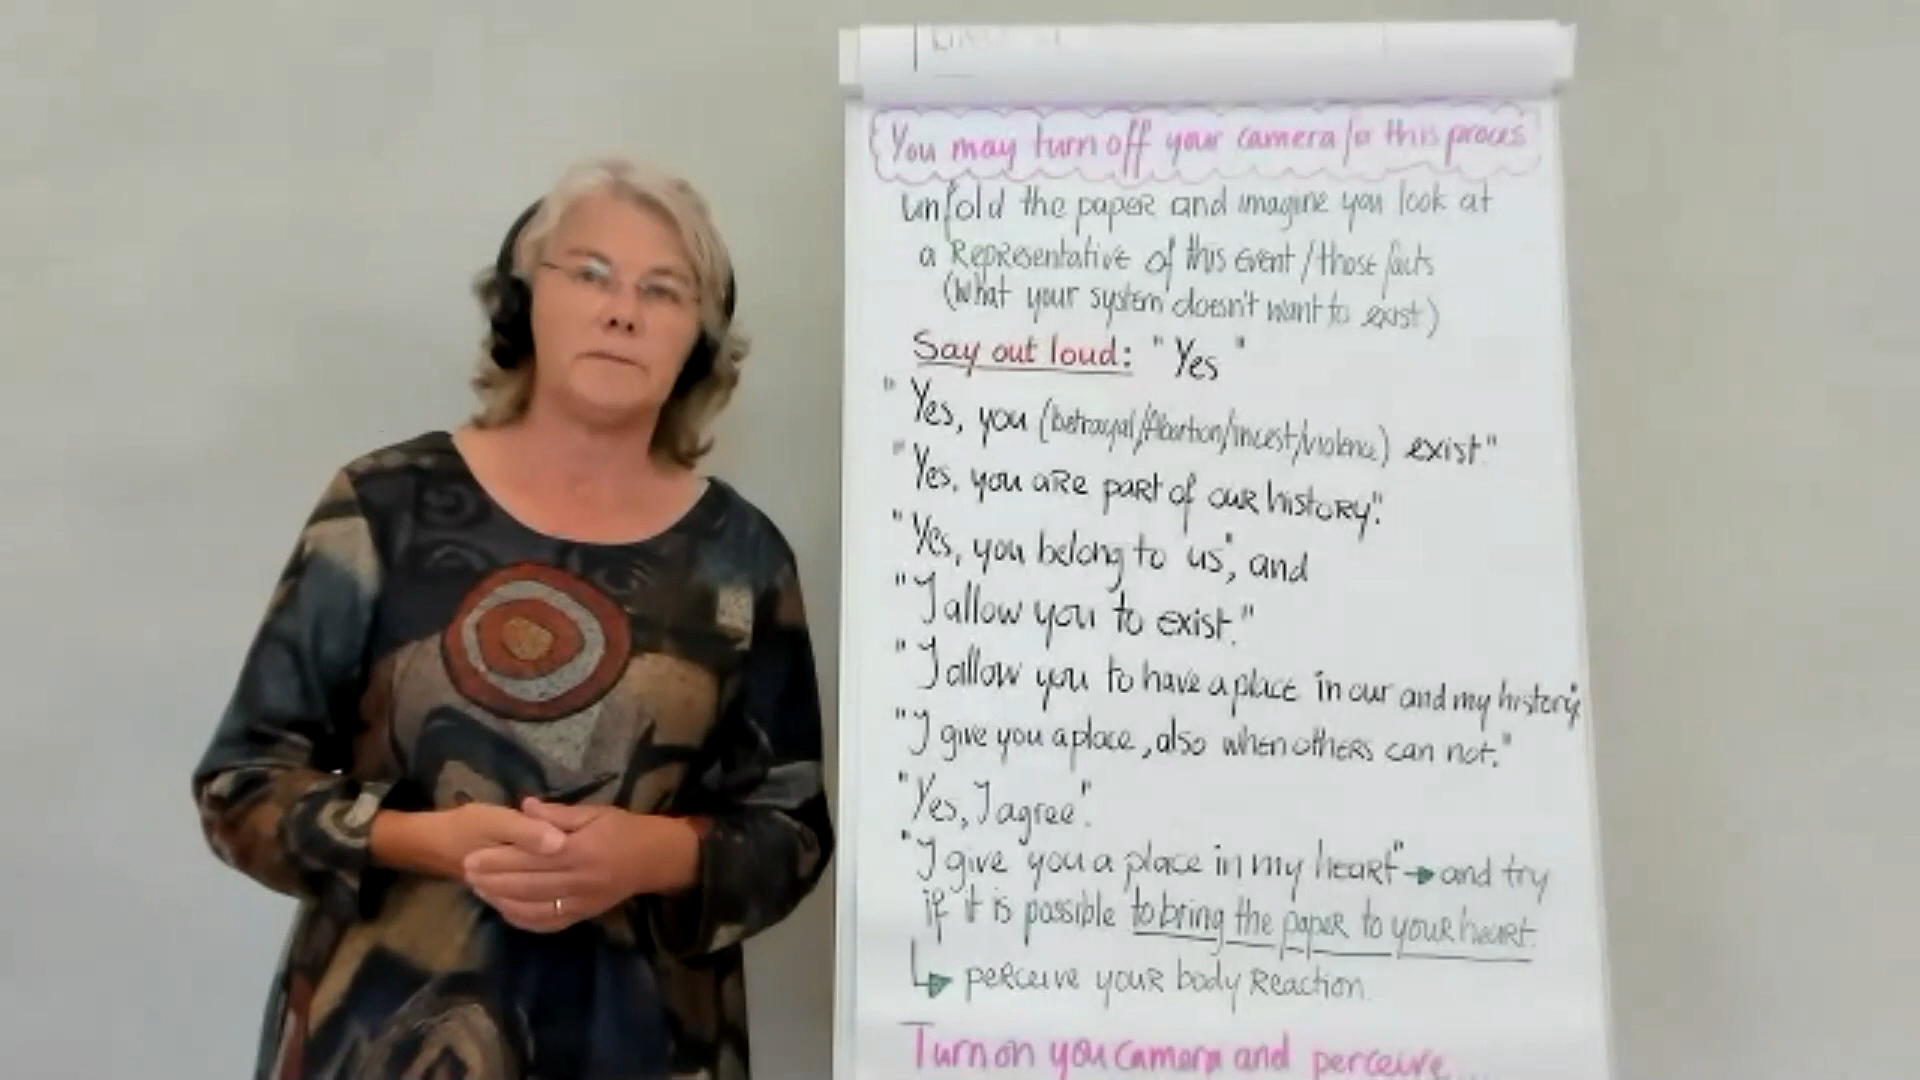 You may turn off your camera fo this proces
unfold the paper and imagine you look at
a Representative of this event / those facts
(What your system doesn't want to exist)
Say out loud: "Yes"
"Yes, you (betrayal/Abortion/incest/violence) exist."
"Yes, you are part of our history".
"Yes, you belong to us", and
"I allow you to exist."
"I allow you to have a place in our and my history".
"I give you a place, also when others can not."
"Yes, I agree".
"I give you a place in my heart" → and try
if it is possible to bring the paper to your heart.
↳ perceive your body reaction.
Turn on you camera and perceive...